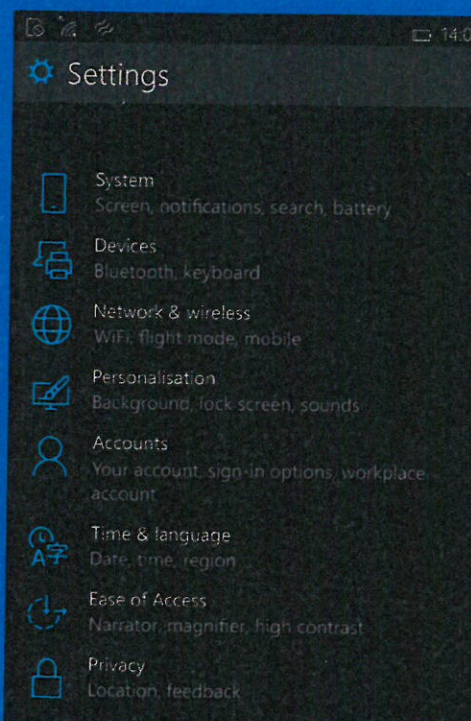 14:0
Settings
System
Screen, notifications, search, battery
Devices
Bluetooth, keyboard
Network & wireless
WiFi, flight mode, mobile
Personalisation
Background, lock screen, sounds
Accounts
Your account, sign-in options, workplace
account
Time & language
Date, time, region
Ease of Access
Narrator, magnifier, high contrast
Privacy
Location, feedback